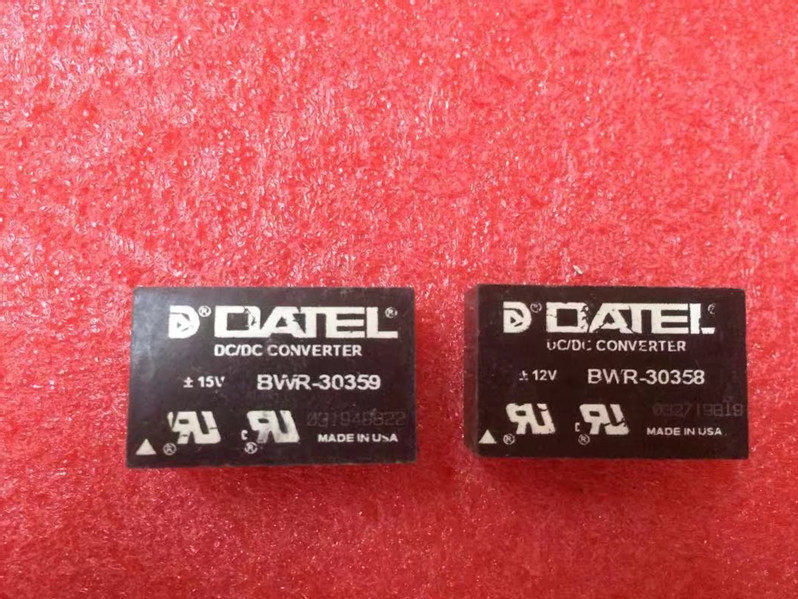 DATEL®
DC/DC CONVERTER
± 15V BWR-30359
® c ®
MADE IN USA
DATEL®
DC/DC CONVERTER
± 12V BWR-30358
® c ®
MADE IN USA